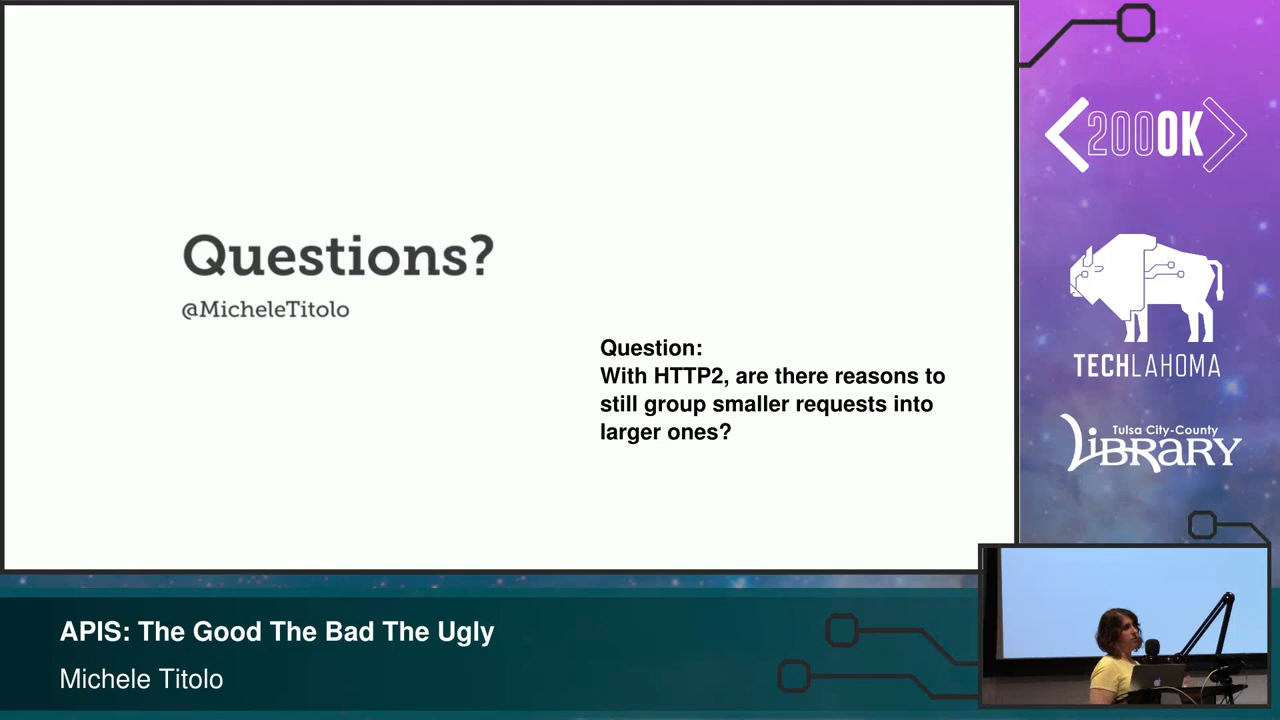 Questions?
@MicheleTitolo
Question:
With HTTP2, are there reasons to
still group smaller requests into
larger ones?
200OK
TECHLAHOMA
Tulsa City-County
LIBRARY
APIS: The Good The Bad The Ugly
Michele Titolo